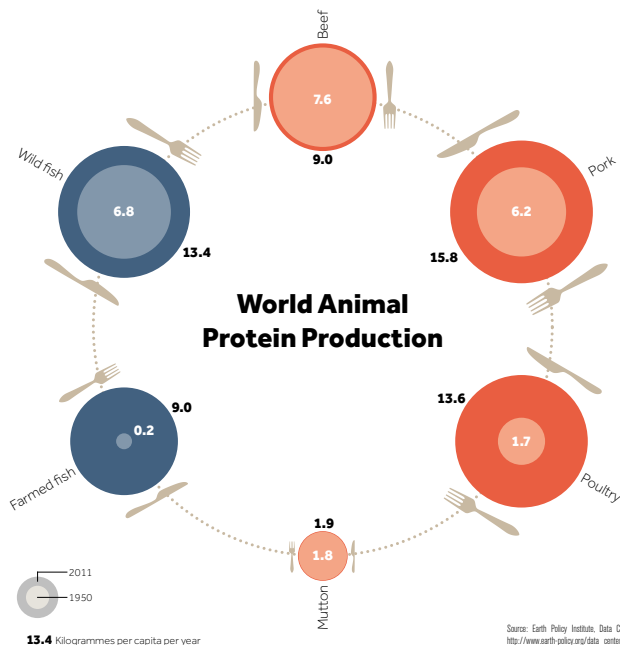 Beef
7.6
9.0
Wild fish
6.8
13.4
Pork
6.2
15.8
World Animal
Protein Production
Farmed fish
0.2
9.0
13.6
1.7
Poultry
1.9
1.8
Mutton
2011
1950
13.4 Kilogrammes per capita per year
Source: Earth Policy Institute, Data C
http://www.earth-policy.org/data_cente